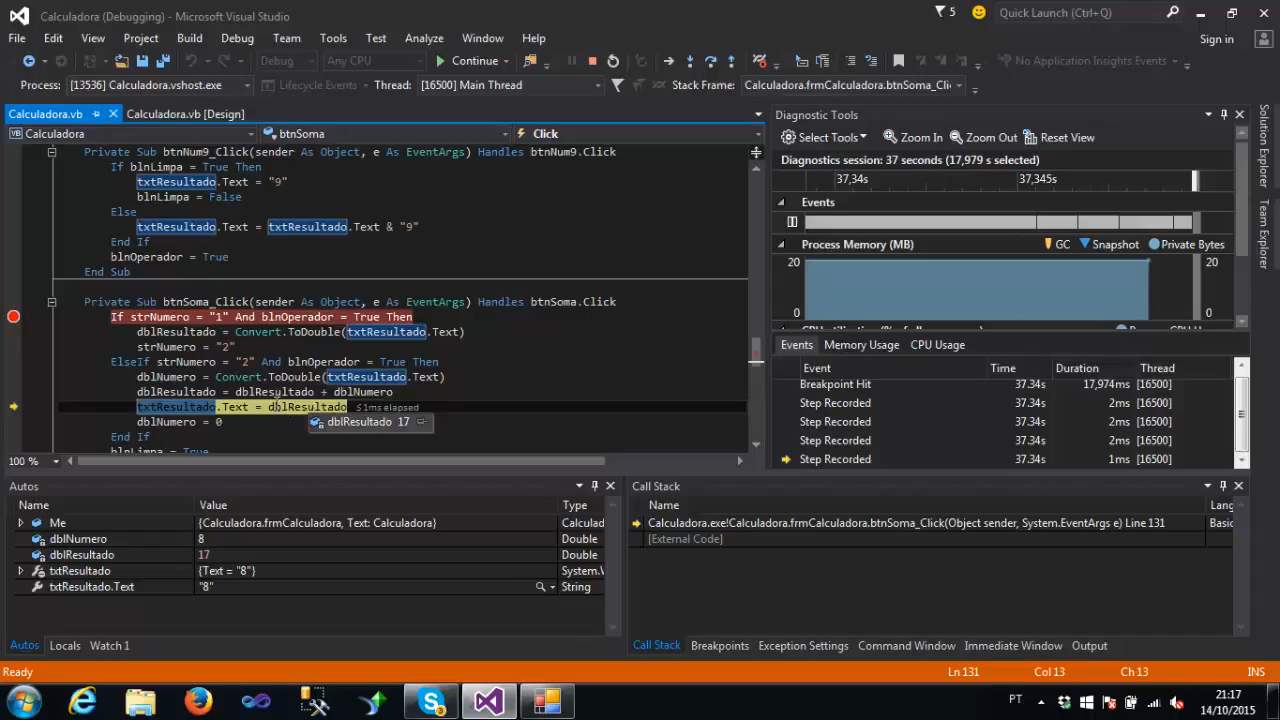 Calculadora (Debugging) - Microsoft Visual Studio
5
Quick Launch (Ctrl+Q)
File Edit View Project Build Debug Team Tools Test Analyze Window Help
Sign in
Debug Any CPU Continue No Application Insights Events
Process: [13536] Calculadora.vshost.exe Lifecycle Events Thread: [16500] Main Thread Stack Frame: Calculadora.frmCalculadora.btnSoma_Cli
Calculadora.vb Calculadora.vb [Design]
Calculadora btnSoma Click
Private Sub btnNum9_Click(sender As Object, e As EventArgs) Handles btnNum9.Click
If blnLimpa = True Then
txtResultado.Text = "9"
blnLimpa = False
Else
txtResultado.Text = txtResultado.Text & "9"
End If
blnOperador = True
End Sub
Private Sub btnSoma_Click(sender As Object, e As EventArgs) Handles btnSoma.Click
If strNumero = "1" And blnOperador = True Then
dblResultado = Convert.ToDouble(txtResultado.Text)
strNumero = "2"
ElseIf strNumero = "2" And blnOperador = True Then
dblNumero = Convert.ToDouble(txtResultado.Text)
dblResultado = dblResultado + dblNumero
txtResultado.Text = dblResultado ≤1ms elapsed
dblNumero = 0
dblResultado 17
End If
blnLimpa = True
100 %
Diagnostic Tools
Select Tools Zoom In Zoom Out Reset View
Diagnostics session: 37 seconds (17,979 s selected)
37,34s 37,345s
Events
Process Memory (MB) GC Snapshot Private Bytes
20 20
0 0
Events Memory Usage CPU Usage
Event Time Duration Thread
Breakpoint Hit 37.34s 17,974ms [16500]
Step Recorded 37.34s 2ms [16500]
Step Recorded 37.34s 1ms [16500]
Step Recorded 37.34s 1ms [16500]
Solution Explorer
Team Explorer
Autos
Name Value Type
Me {Calculadora.frmCalculadora, Text: Calculadora} Calculad
dblNumero 8 Double
dblResultado 17 Double
txtResultado {Text = "8"} System.V
txtResultado.Text "8" String
Autos Locals Watch 1
Call Stack
Name Lang
Calculadora.exe!Calculadora.frmCalculadora.btnSoma_Click(Object sender, System.EventArgs e) Line 131 Basic
[External Code]
Call Stack Breakpoints Exception Settings Command Window Immediate Window Output
Ready Ln 131 Col 13 Ch 13 INS
PT
21:17
14/10/2015